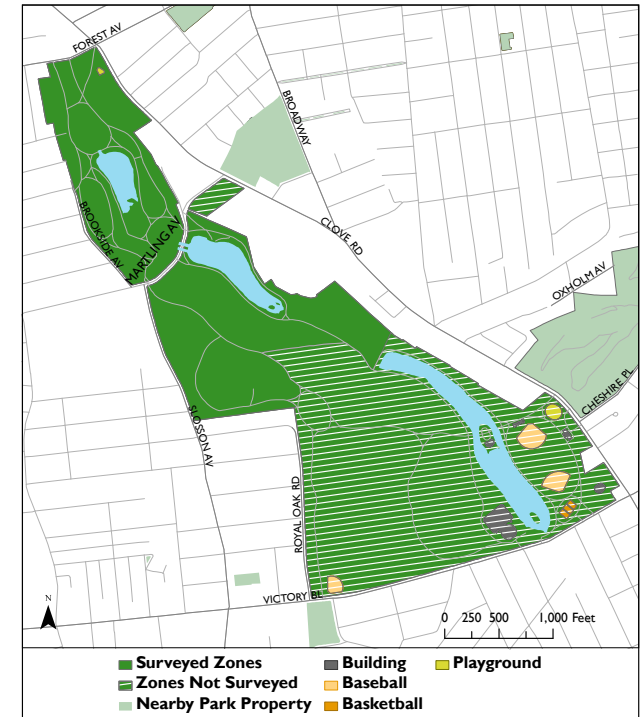 FOREST AV
BROADWAY
CLOVE RD
BROOKSIDE AV
MARTLING AV
OXHOLM AV
CHESHIRE PL
SLOSSON AV
ROYAL OAK RD
VICTORY BL
N
0 250 500 1,000 Feet
Surveyed Zones
Zones Not Surveyed
Nearby Park Property
Building
Baseball
Basketball
Playground